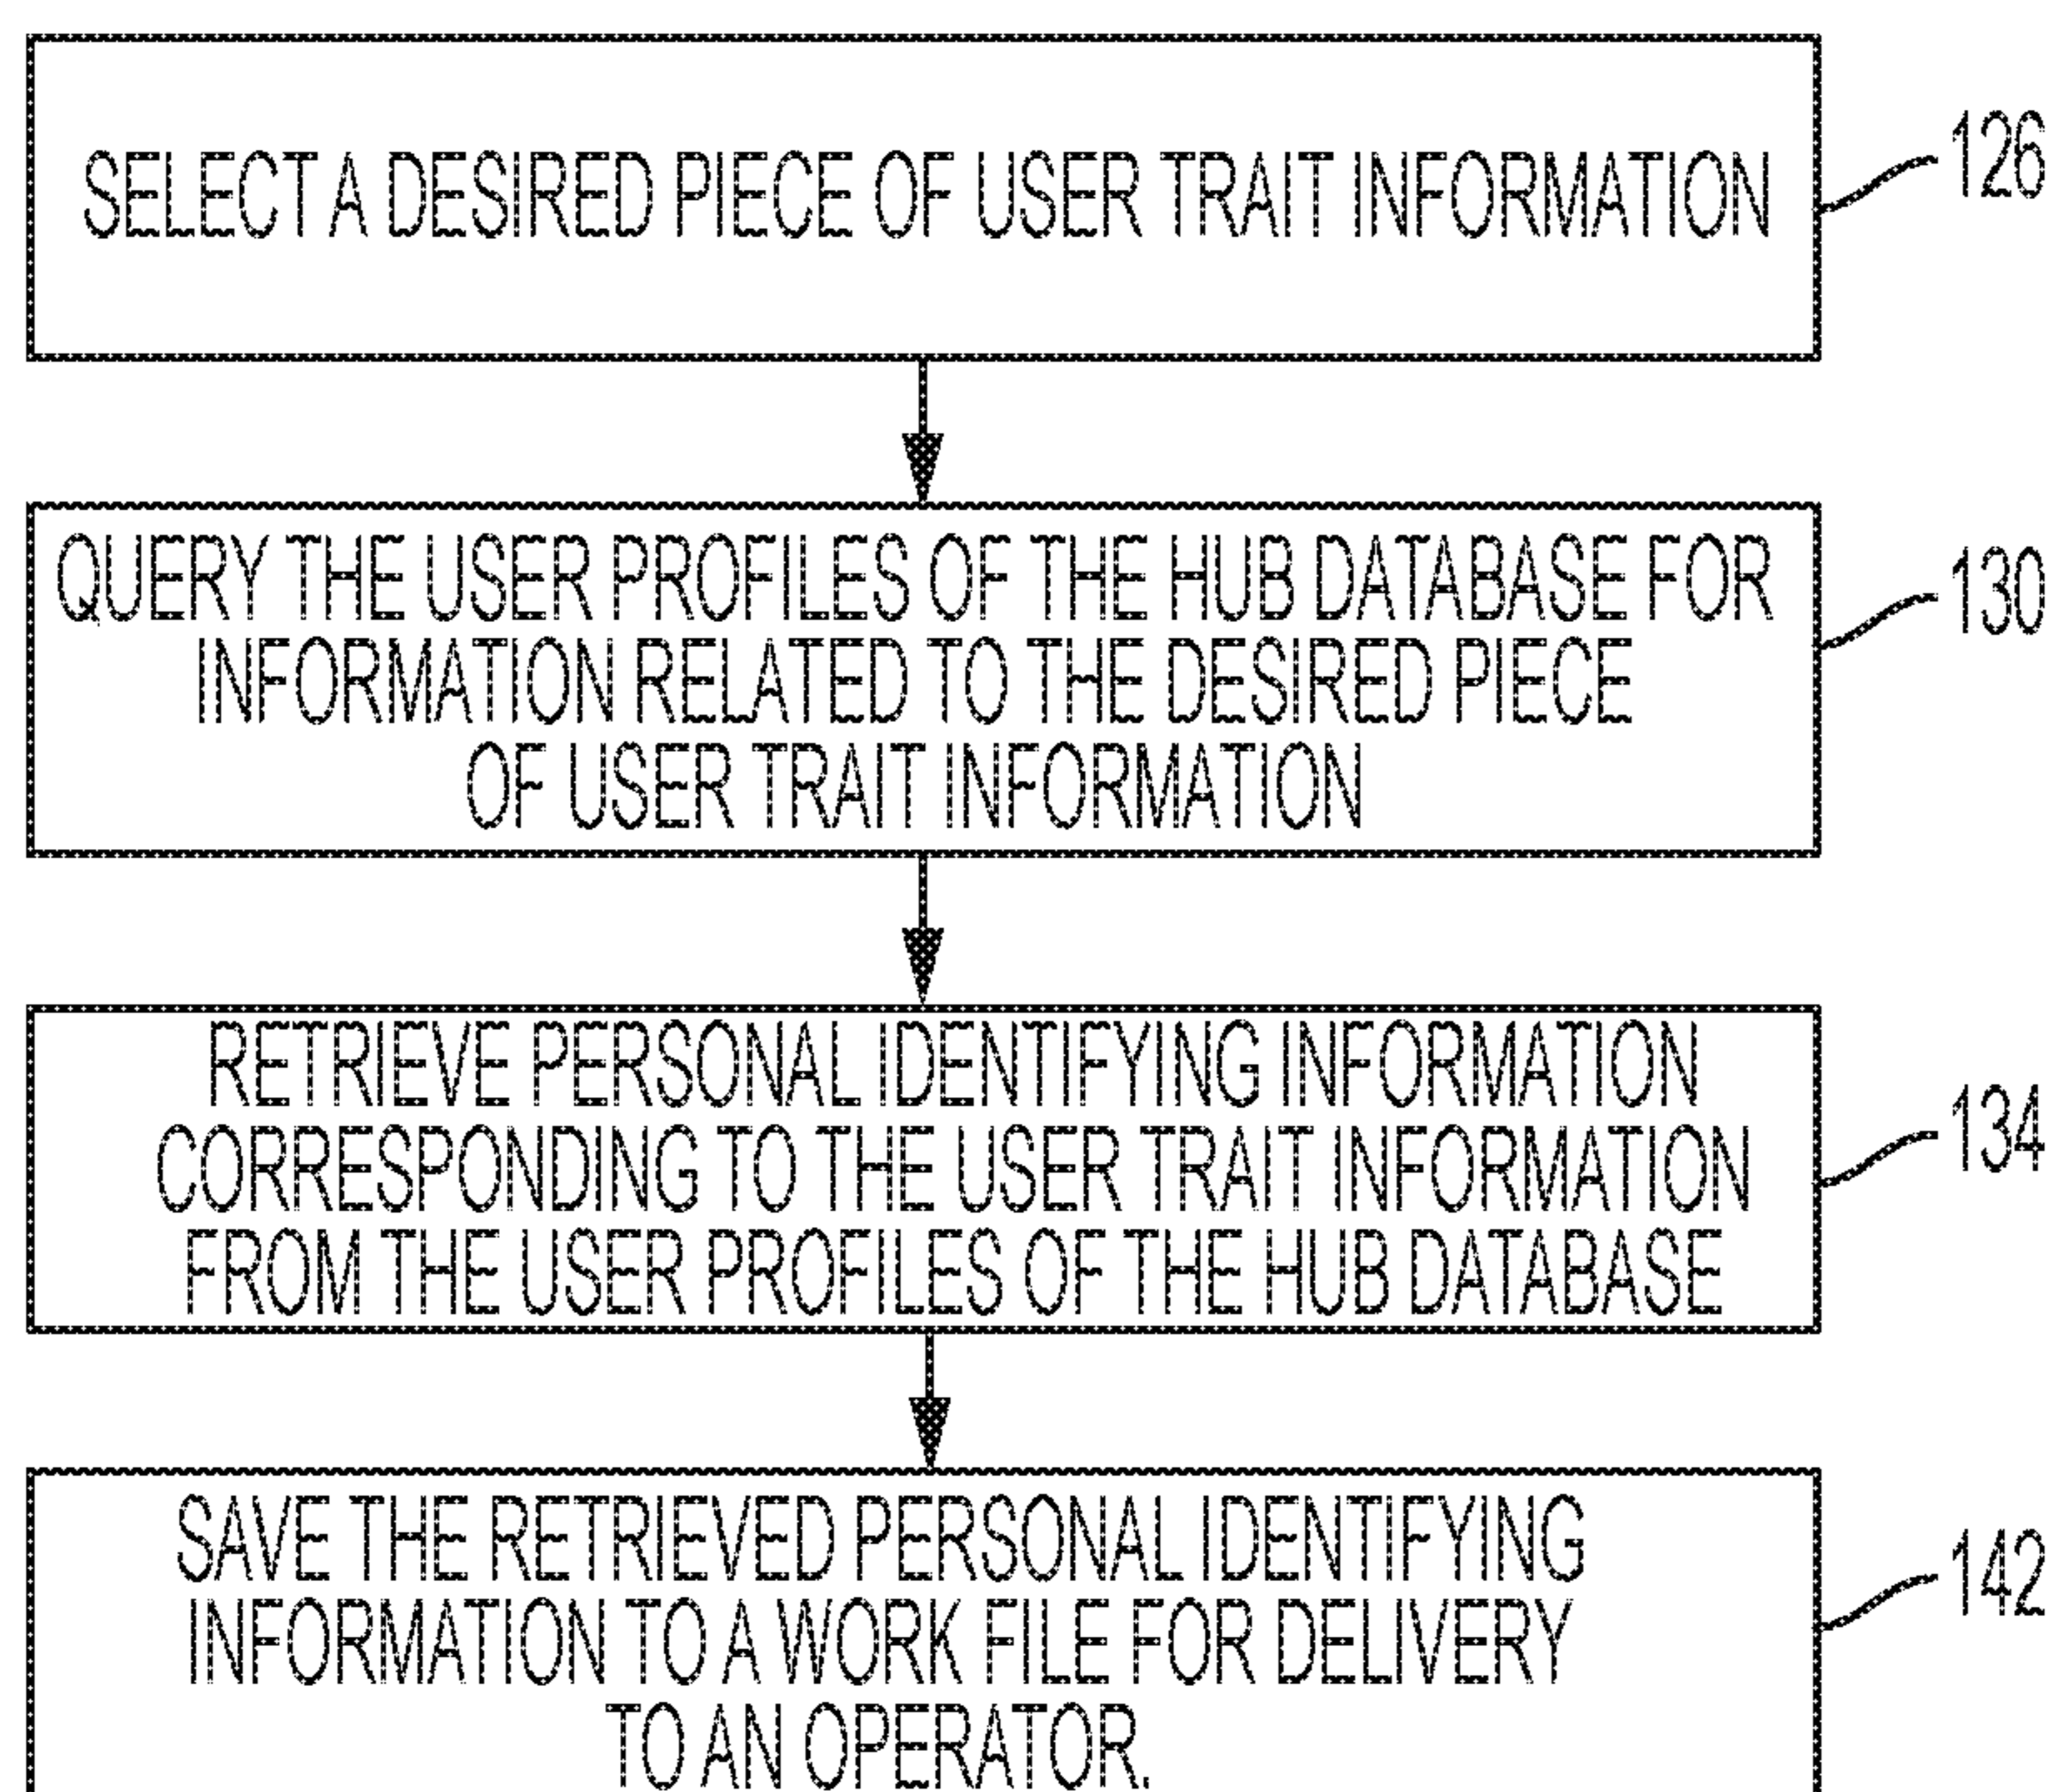 SELECT A DESIRED PIECE OF USER TRAIT INFORMATION
126
QUERY THE USER PROFILES OF THE HUB DATABASE FOR
INFORMATION RELATED TO THE DESIRED PIECE
OF USER TRAIT INFORMATION
130
RETRIEVE PERSONAL IDENTIFYING INFORMATION
CORRESPONDING TO THE USER TRAIT INFORMATION
FROM THE USER PROFILES OF THE HUB DATABASE
134
SAVE THE RETRIEVED PERSONAL IDENTIFYING
INFORMATION TO A WORK FILE FOR DELIVERY
TO AN OPERATOR.
142